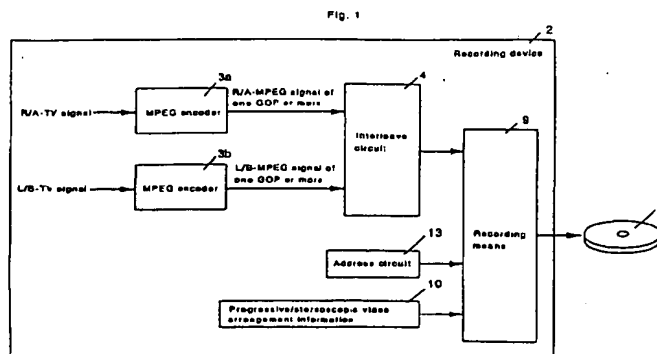 Fig. 1
2
Recording device
3a
R/A-TV signal
MPEG encoder
R/A-MPEG signal of
one GOP or more
4
Interleave
circuit
9
3b
L/B-TV signal
MPEG encoder
L/B-MPEG signal of
one GOP or more
Recording
means
13
Address circuit
10
Progressive/stereoscopic video
arrangement information